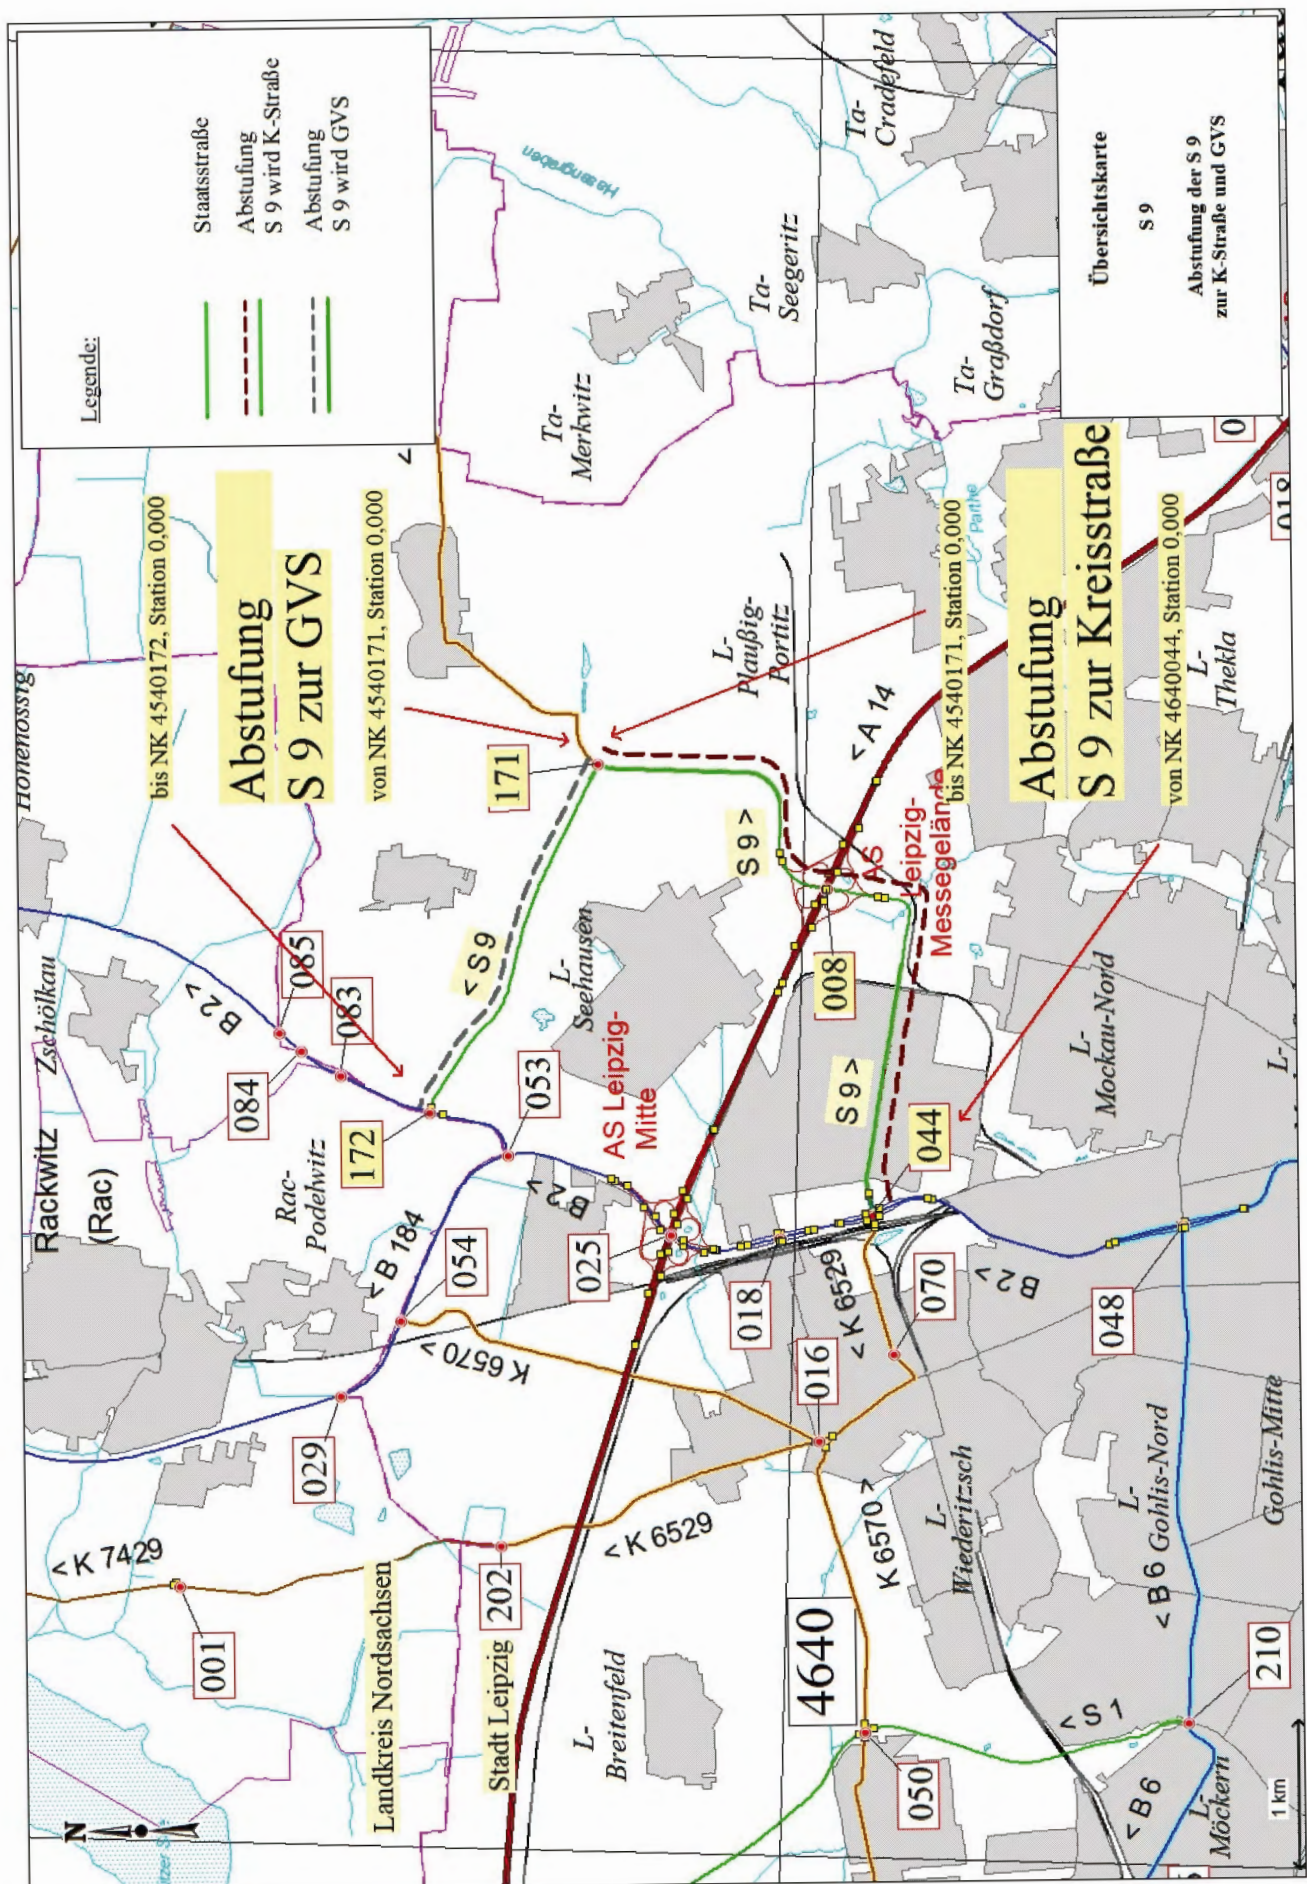 Legende:
Staatsstraße
Abstufung
S 9 wird K-Straße
Abstufung
S 9 wird GVS
Übersichtskarte
S 9
Abstufung der S 9
zur K-Straße und GVS
bis NK 4540172, Station 0,000
Abstufung
S 9 zur GVS
von NK 4540171, Station 0,000
bis NK 4540171, Station 0,000
Abstufung
S 9 zur Kreisstraße
von NK 4640044, Station 0,000
N
Rackwitz
(Rac)
Zschölkau
Rac-
Podelwitz
Hasengraben
Ta-
Cradefeld
Ta-
Seegeritz
Ta-
Merkwitz
Ta-
Graßdorf
L-
Plaußig-
Portitz
Parthe
L-
Thekla
L-
Seehausen
AS Leipzig-
Mitte
AS
Leipzig-
L-
Mockau-Nord
L-
L-
Breitenfeld
L-
Wiederitzsch
L-
Gohlis-Nord
Gohlis-Mitte
L-
Möckern
Landkreis Nordsachsen
Stadt Leipzig
4640
001
202
029
054
084
085
083
172
053
171
025
018
016
070
044
008
048
050
210
018
0
< K 7429
< K 6529
K 6570 >
< B 184
B 2 >
< S 9
S 9 >
< A 14
S 9 >
B 2 >
< K 6529
B 2 >
K 6570 >
< B 6
< S 1
< B 6
<
1 km